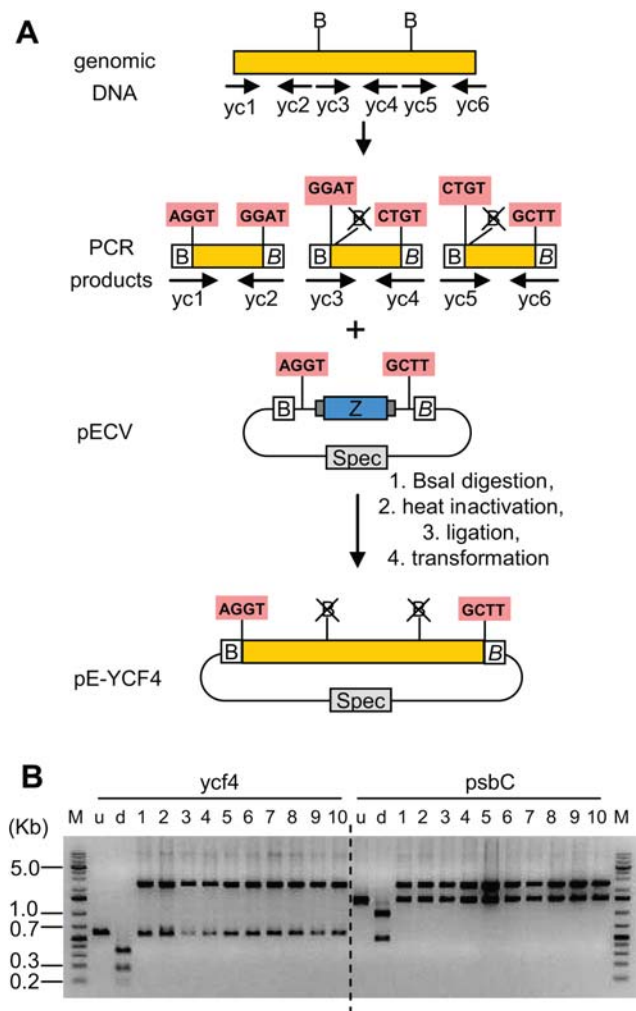 A
B B
genomic
DNA
yc1 yc2 yc3 yc4 yc5 yc6
GGAT CTGT
AGGT GGAT CTGT GCTT
B B
PCR
products
B B B B B B
yc1 yc2 yc3 yc4 yc5 yc6
+
AGGT GCTT
pECV
B Z B
Spec
1. BsaI digestion,
2. heat inactivation,
3. ligation,
4. transformation
AGGT B B GCTT
B B
pE-YCF4
Spec
B
ycf4 psbC
M u d 1 2 3 4 5 6 7 8 9 10 u d 1 2 3 4 5 6 7 8 9 10 M
(Kb)
5.0
1.0
0.7
0.3
0.2